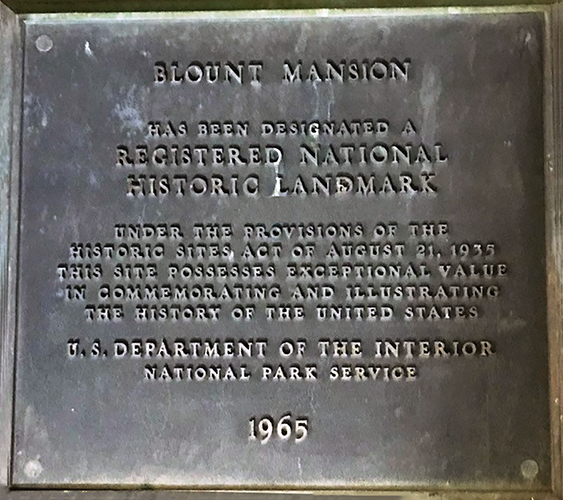 BLOUNT MANSION
HAS BEEN DESIGNATED A
REGISTERED NATIONAL
HISTORIC LANDMARK
UNDER THE PROVISIONS OF THE
HISTORIC SITES ACT OF AUGUST 21, 1935
THIS SITE POSSESSES EXCEPTIONAL VALUE
IN COMMEMORATING AND ILLUSTRATING
THE HISTORY OF THE UNITED STATES
U.S. DEPARTMENT OF THE INTERIOR
NATIONAL PARK SERVICE
1965